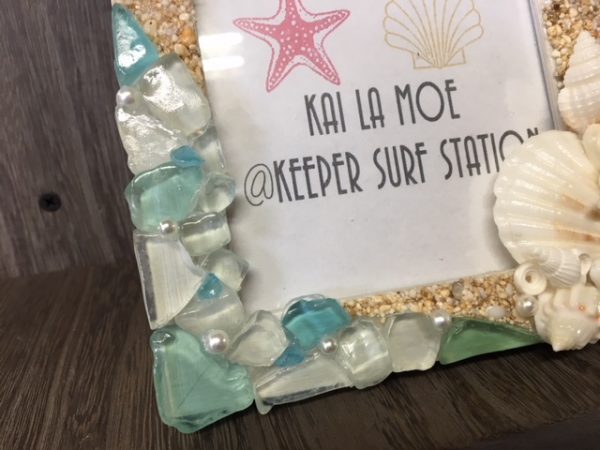 KAI LA MOE
@KEEPER SURF STATION